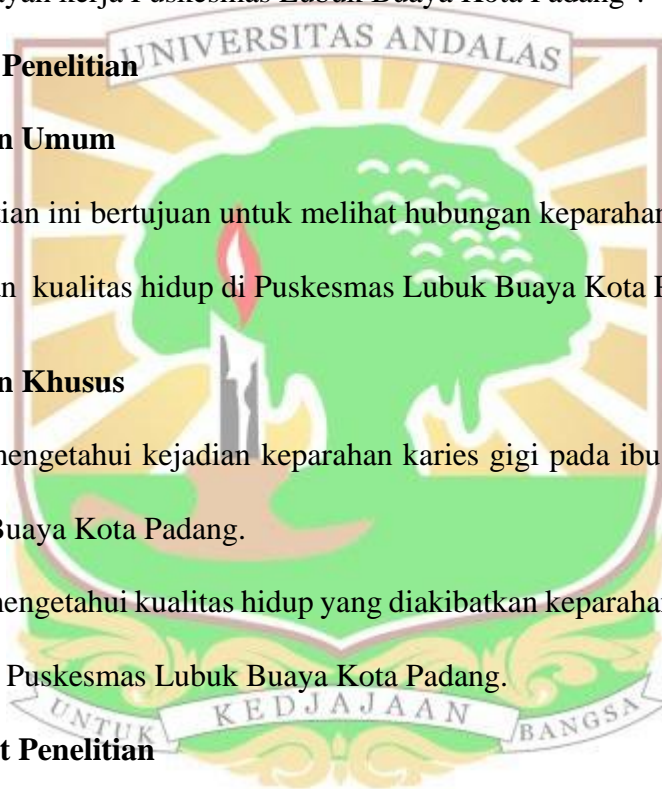 kerja Puskesmas Lubuk Buaya Kota Padang".
UNIVERSITAS ANDALAS
Penelitian
Umum
ini bertujuan untuk melihat hubungan keparahan
kualitas hidup di Puskesmas Lubuk Buaya Kota
Khusus
mengetahui kejadian keparahan karies gigi pada ibu
Buaya Kota Padang.
mengetahui kualitas hidup yang diakibatkan keparahan
Puskesmas Lubuk Buaya Kota Padang.
UNTUK KEDJAJAAN BANGSA
Penelitian